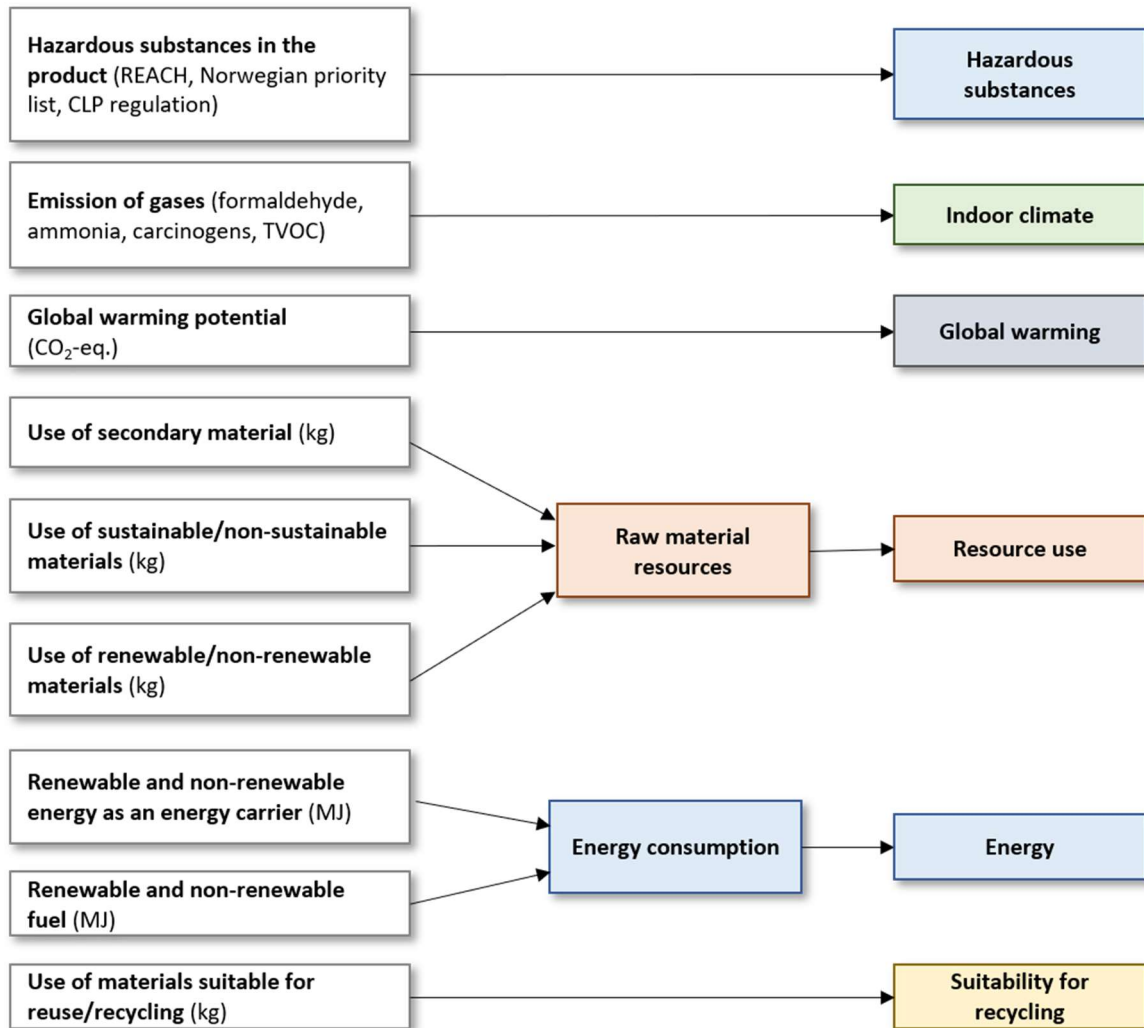 Hazardous substances in the
product (REACH, Norwegian priority
list, CLP regulation)
Hazardous
substances
Emission of gases (formaldehyde,
ammonia, carcinogens, TVOC)
Indoor climate
Global warming potential
(CO₂-eq.)
Global warming
Use of secondary material (kg)
Use of sustainable/non-sustainable
materials (kg)
Use of renewable/non-renewable
materials (kg)
Raw material
resources
Resource use
Renewable and non-renewable
energy as an energy carrier (MJ)
Renewable and non-renewable
fuel (MJ)
Energy consumption
Energy
Use of materials suitable for
reuse/recycling (kg)
Suitability for
recycling